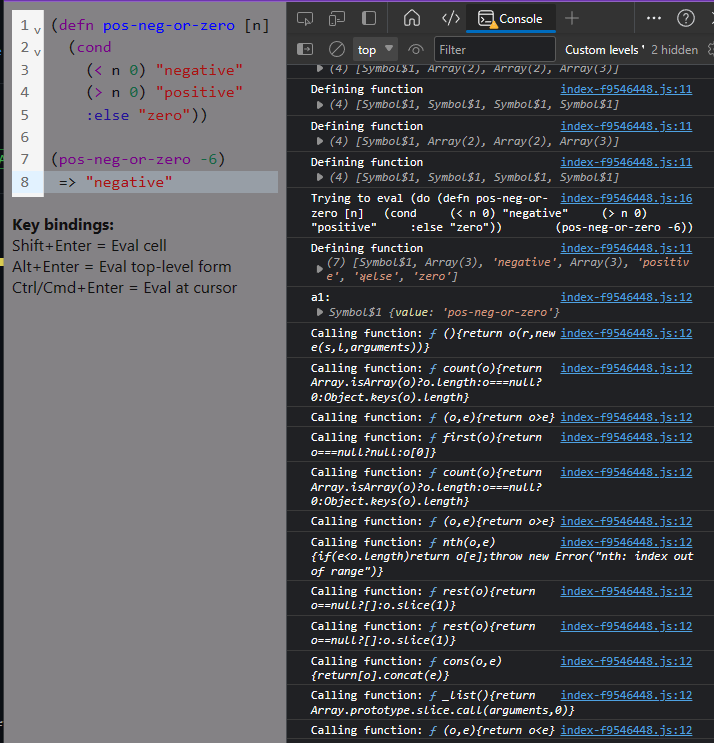 1 (defn pos-neg-or-zero [n]
2 (cond
3 (< n 0) "negative"
4 (> n 0) "positive"
5 :else "zero"))
6
7 (pos-neg-or-zero -6)
8 => "negative"
Key bindings:
Shift+Enter = Eval cell
Alt+Enter = Eval top-level form
Ctrl/Cmd+Enter = Eval at cursor
Console
top
Filter
Custom levels
2 hidden
(4) [Symbol$1, Array(2), Array(2), Array(3)]
Defining function index-f9546448.js:11
(4) [Symbol$1, Symbol$1, Symbol$1, Symbol$1]
Defining function index-f9546448.js:11
(4) [Symbol$1, Array(2), Array(2), Array(3)]
Defining function index-f9546448.js:11
(4) [Symbol$1, Symbol$1, Symbol$1, Symbol$1]
Trying to eval (do (defn pos-neg-or- index-f9546448.js:16
zero [n] (cond (< n 0) "negative" (> n 0)
"positive" :else "zero")) (pos-neg-or-zero -6))
Defining function index-f9546448.js:11
(7) [Symbol$1, Array(3), 'negative', Array(3), 'positiv
e', 'ʞelse', 'zero']
a1: index-f9546448.js:12
Symbol$1 {value: 'pos-neg-or-zero'}
Calling function: ƒ (){return o(r,new index-f9546448.js:12
e(s,l,arguments))}
Calling function: ƒ count(o){return index-f9546448.js:12
Array.isArray(o)?o.length:o===null?
0:Object.keys(o).length}
Calling function: ƒ (o,e){return o>e} index-f9546448.js:12
Calling function: ƒ first(o){return index-f9546448.js:12
o===null?null:o[0]}
Calling function: ƒ count(o){return index-f9546448.js:12
Array.isArray(o)?o.length:o===null?
0:Object.keys(o).length}
Calling function: ƒ (o,e){return o>e} index-f9546448.js:12
Calling function: ƒ nth(o,e) index-f9546448.js:12
{if(e<o.length)return o[e];throw new Error("nth: index out
of range")}
Calling function: ƒ rest(o){return index-f9546448.js:12
o==null?[]:o.slice(1)}
Calling function: ƒ rest(o){return index-f9546448.js:12
o==null?[]:o.slice(1)}
Calling function: ƒ cons(o,e) index-f9546448.js:12
{return[o].concat(e)}
Calling function: ƒ _list(){return index-f9546448.js:12
Array.prototype.slice.call(arguments,0)}
Calling function: ƒ (o,e){return o<e} index-f9546448.js:12